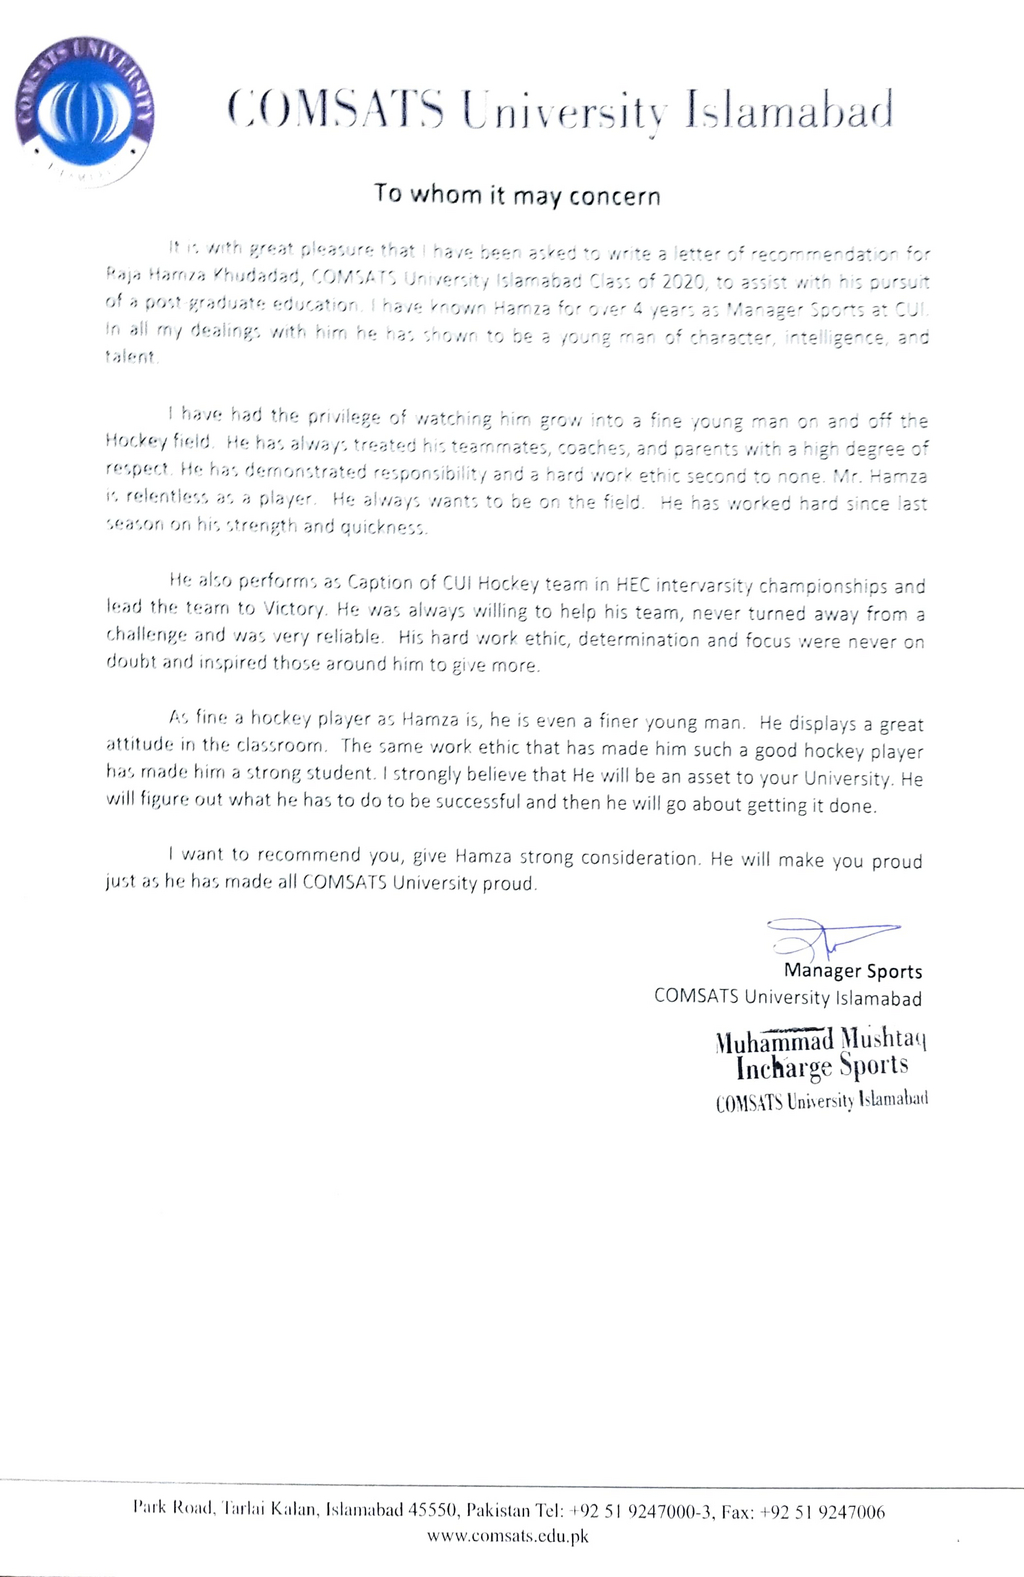 COMSATS UNIVERSITY
COMSATS University Islamabad
To whom it may concern
It is with great pleasure that I have been asked to write a letter of recommendation for
Raja Hamza Khudadad, COMSATS University Islamabad Class of 2020, to assist with his pursuit
of a post graduate education. I have known Hamza for over 4 years as Manager Sports at CUI.
In all my dealings with him he has shown to be a young man of character, intelligence, and
talent.
I have had the privilege of watching him grow into a fine young man on and off the
Hockey field. He has always treated his teammates, coaches, and parents with a high degree of
respect. He has demonstrated responsibility and a hard work ethic second to none. Mr. Hamza
is relentless as a player. He always wants to be on the field. He has worked hard since last
season on his strength and quickness.
He also performs as Caption of CUI Hockey team in HEC intervarsity championships and
lead the team to Victory. He was always willing to help his team, never turned away from a
challenge and was very reliable. His hard work ethic, determination and focus were never on
doubt and inspired those around him to give more.
As fine a hockey player as Hamza is, he is even a finer young man. He displays a great
attitude in the classroom. The same work ethic that has made him such a good hockey player
has made him a strong student. I strongly believe that He will be an asset to your University. He
will figure out what he has to do to be successful and then he will go about getting it done.
I want to recommend you, give Hamza strong consideration. He will make you proud
just as he has made all COMSATS University proud.
Manager Sports
COMSATS University Islamabad
Muhammad Mushtaq
Incharge Sports
COMSATS University Islamabad
Park Road, Tarlai Kalan, Islamabad 45550, Pakistan Tel: +92 51 9247000-3, Fax: +92 51 9247006
www.comsats.edu.pk